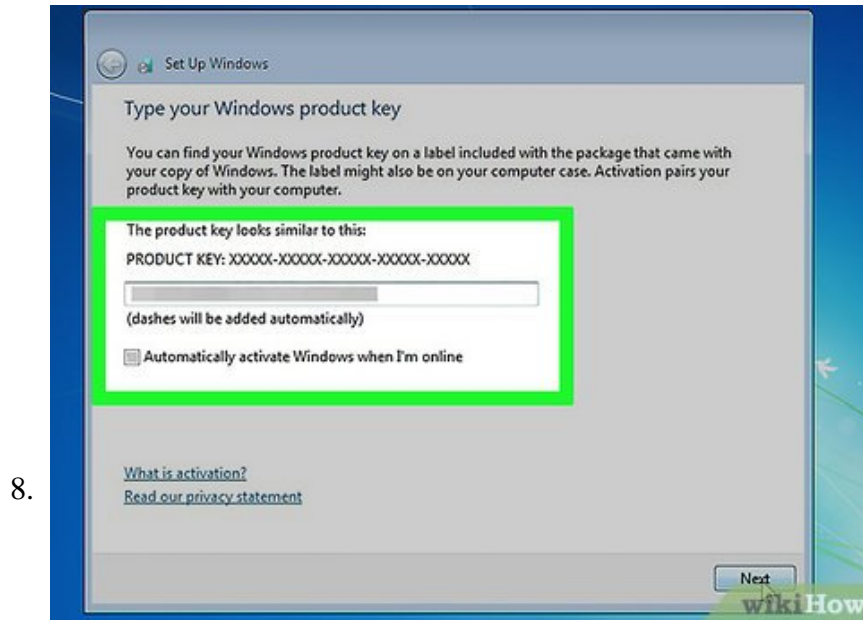 Set Up Windows
Type your Windows product key
You can find your Windows product key on a label included with the package that came with
your copy of Windows. The label might also be on your computer case. Activation pairs your
product key with your computer.
The product key looks similar to this:
PRODUCT KEY: XXXXX-XXXXX-XXXXX-XXXXX-XXXXX
(dashes will be added automatically)
Automatically activate Windows when I'm online
8.
What is activation?
Read our privacy statement
Next
wikiHow